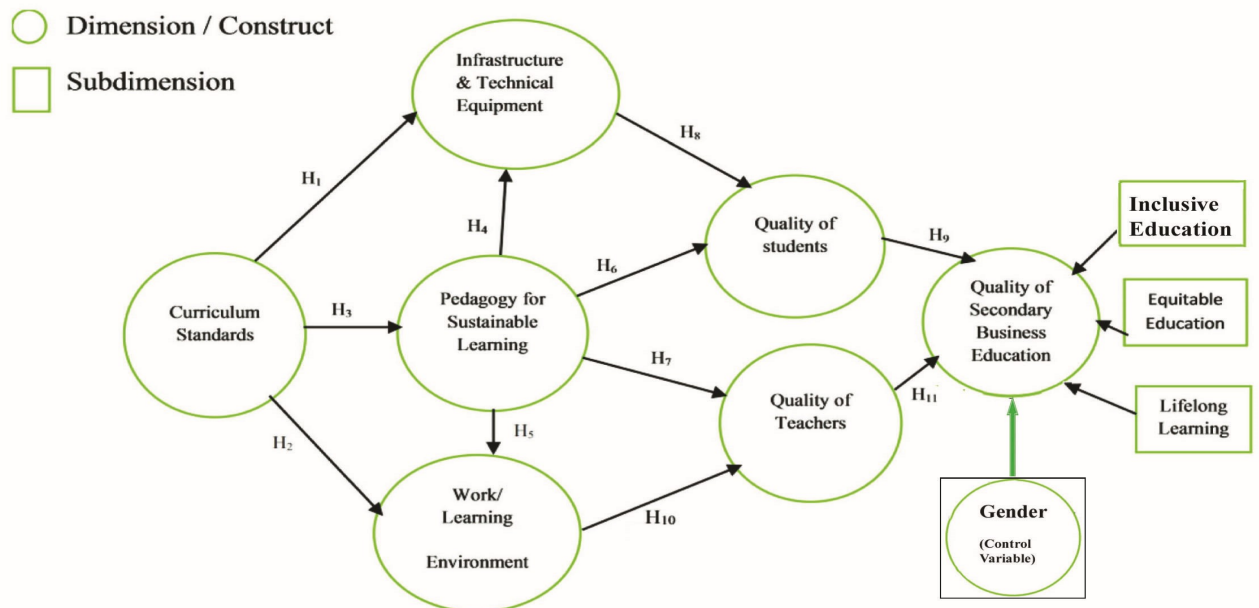 Dimension / Construct
Subdimension
Infrastructure
& Technical
Equipment
H₁
H₈
H₄
Quality of
students
H₉
Inclusive
Education
H₆
Curriculum
Standards
H₃
Pedagogy for
Sustainable
Learning
Quality of
Secondary
Business
Education
Equitable
Education
H₇
H₂
H₅
Quality of
Teachers
H₁₁
Lifelong
Learning
Work/
Learning
Environment
H₁₀
Gender
(Control
Variable)